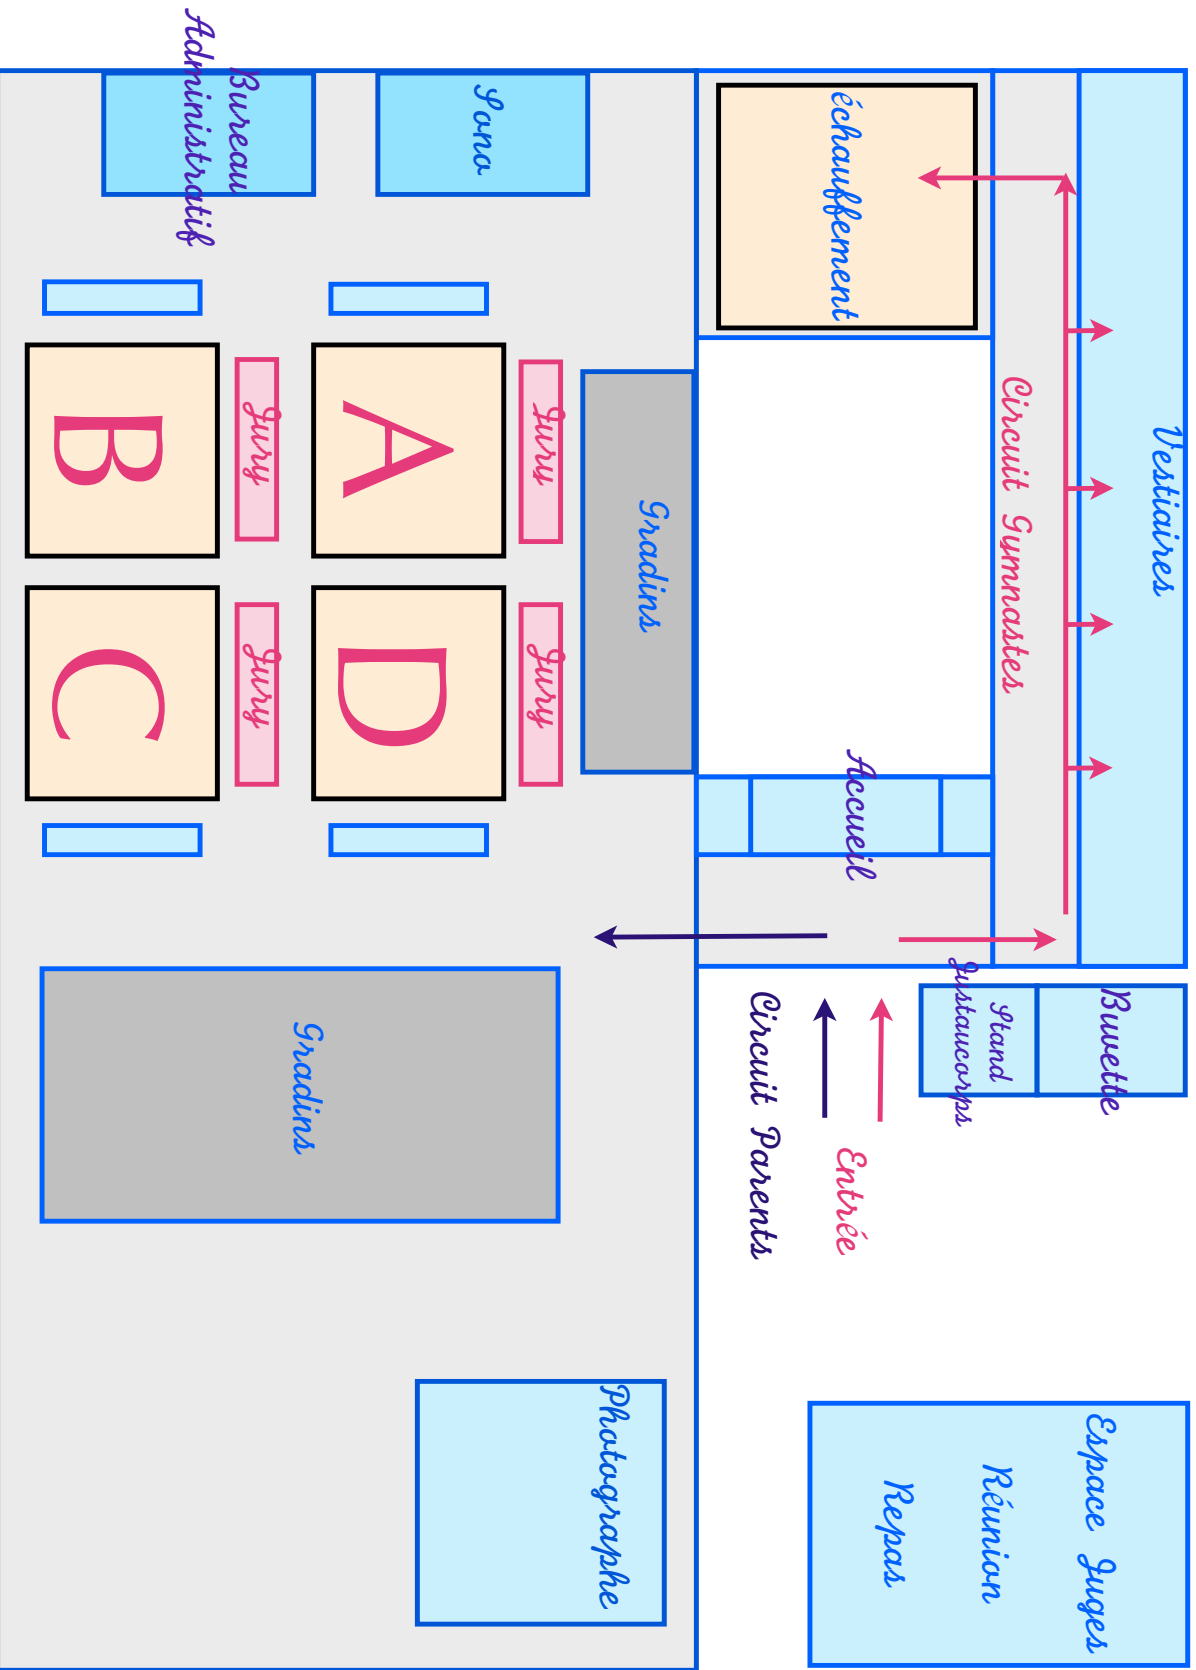 Vestiaires
Circuit Gymnastes
échauffement
Accueil
Buvette
Stand
Justaucorps
Entrée
Circuit Parents
Espace Juges
Réunion
Repas
Gradins
Sono
Bureau
Administratif
Jury
Jury
A
D
Jury
Jury
B
C
Gradins
Photographe